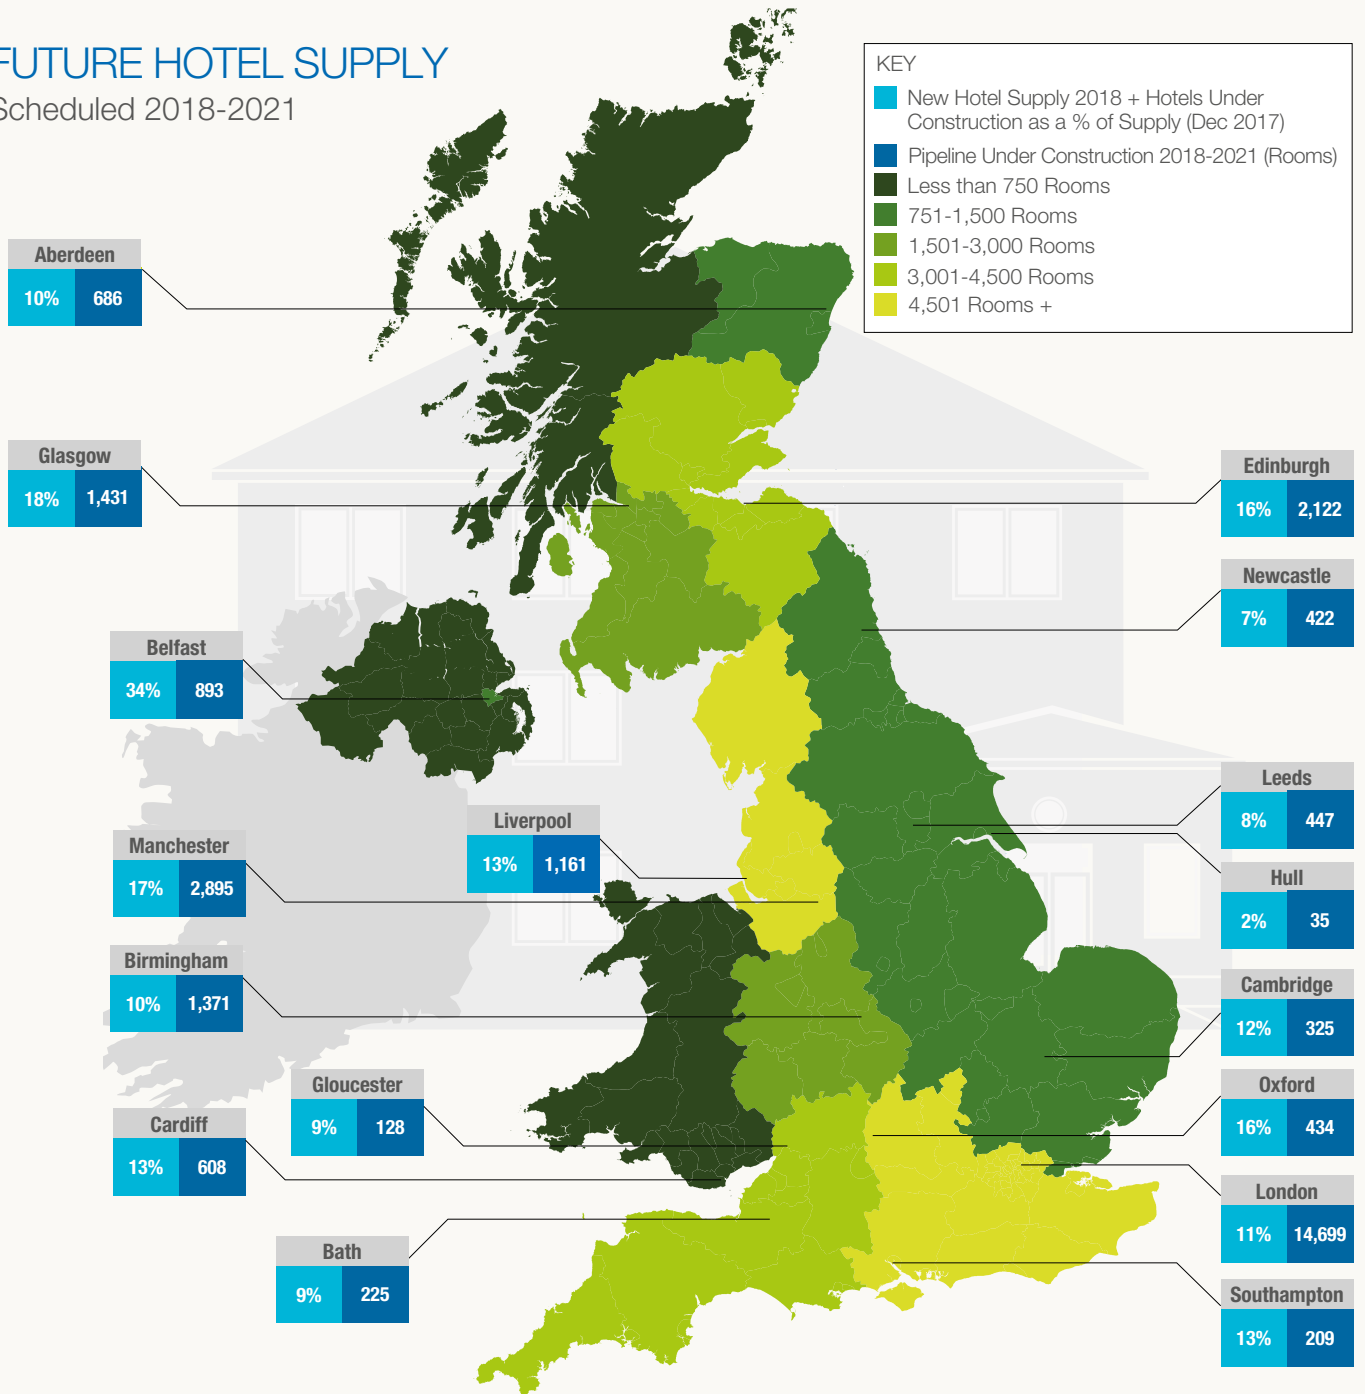 FUTURE HOTEL SUPPLY
Scheduled 2018-2021
KEY
New Hotel Supply 2018 + Hotels Under
Construction as a % of Supply (Dec 2017)
Pipeline Under Construction 2018-2021 (Rooms)
Less than 750 Rooms
751-1,500 Rooms
1,501-3,000 Rooms
3,001-4,500 Rooms
4,501 Rooms +
Aberdeen
10% 686
Glasgow
18% 1,431
Edinburgh
16% 2,122
Newcastle
7% 422
Belfast
34% 893
Leeds
8% 447
Liverpool
13% 1,161
Manchester
17% 2,895
Hull
2% 35
Birmingham
10% 1,371
Cambridge
12% 325
Gloucester
9% 128
Oxford
16% 434
Cardiff
13% 608
London
11% 14,699
Bath
9% 225
Southampton
13% 209